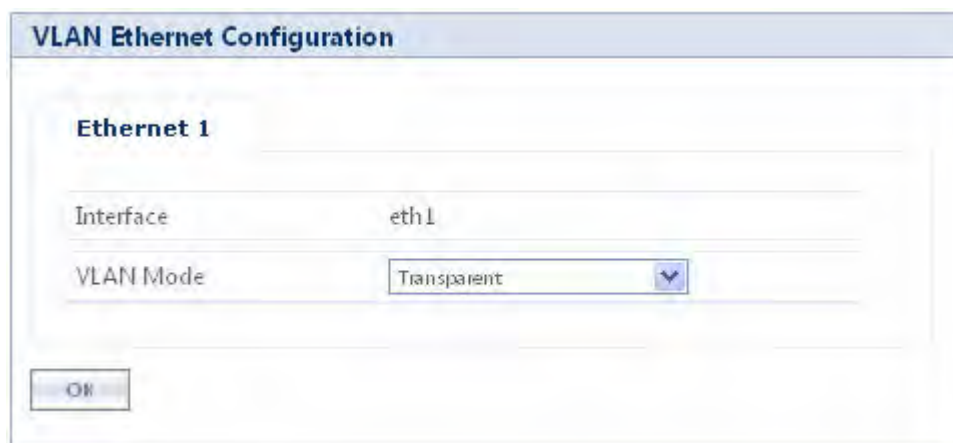 VLAN Ethernet Configuration
Ethernet 1
Interface eth1
VLAN Mode Transparent
OK